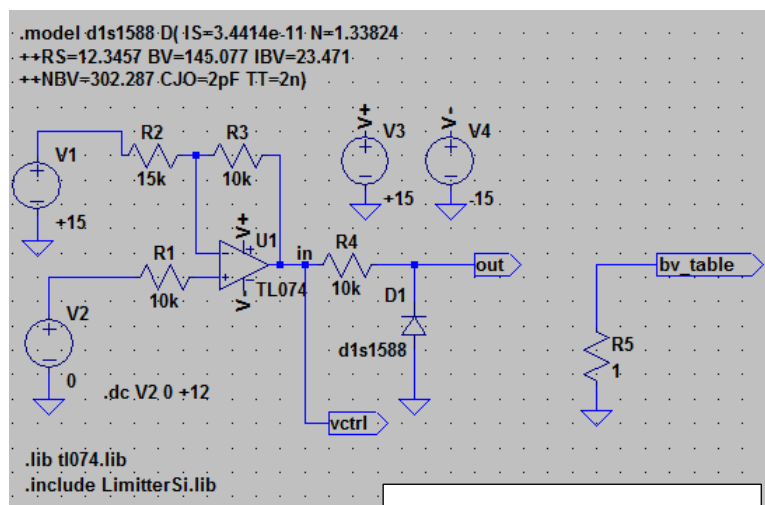 .model d1s1588 D( IS=3.4414e-11 N=1.33824
++RS=12.3457 BV=145.077 IBV=23.471
++NBV=302.287 CJO=2pF TT=2n)
V1
+15
R2
15k
R3
10k
V+
V3
+15
V-
V4
-15
V+
U1
TL074
V-
R1
10k
V2
0
in
R4
10k
out
D1
d1s1588
bv_table
R5
1
.dc V2 0 +12
vctrl
.lib tl074.lib
.include LimitterSi.lib